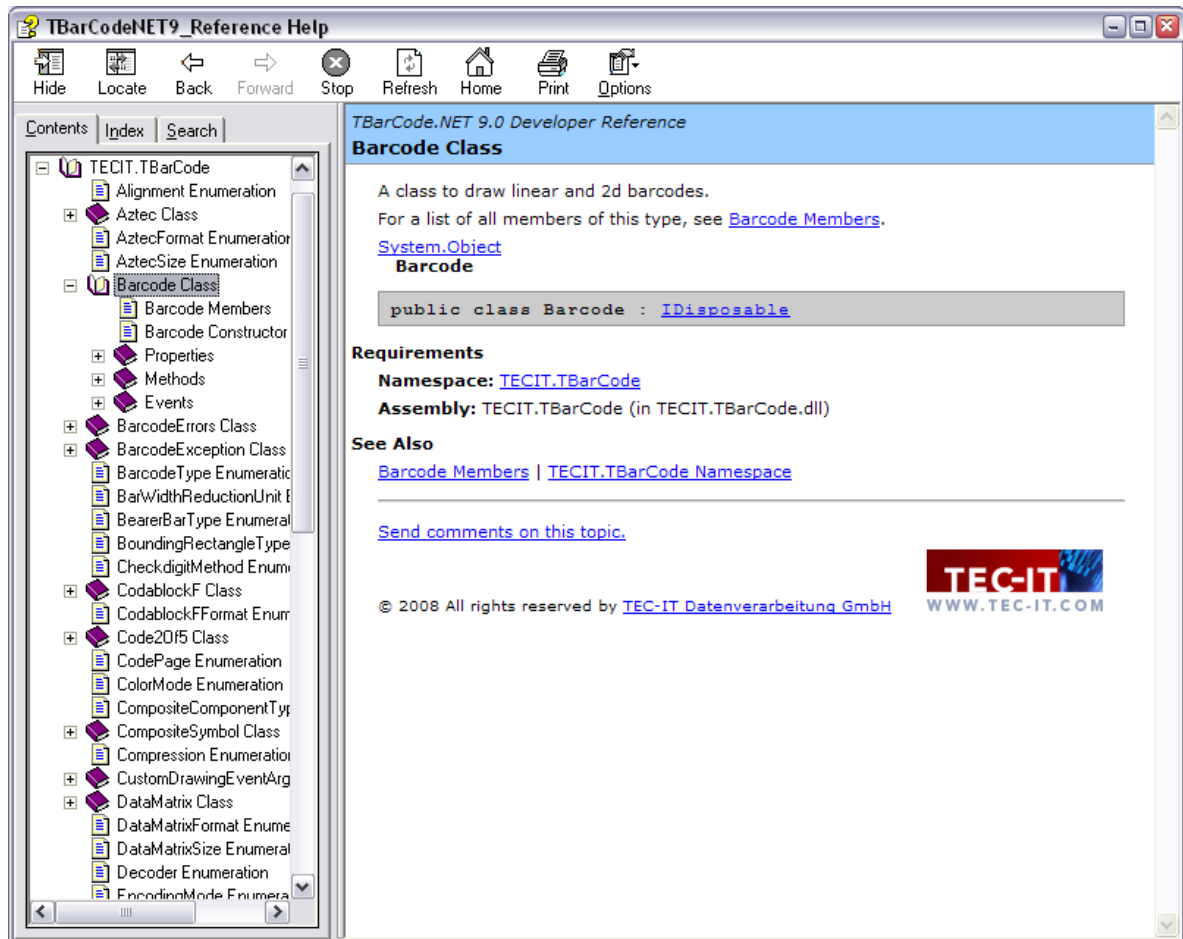 TBarCodeNET9_Reference Help
Hide Locate Back Forward Stop Refresh Home Print Options
Contents Index Search
TECIT.TBarCode
Alignment Enumeration
Aztec Class
AztecFormat Enumeration
AztecSize Enumeration
Barcode Class
Barcode Members
Barcode Constructor
Properties
Methods
Events
BarcodeErrors Class
BarcodeException Class
BarcodeType Enumeratic
BarWidthReductionUnit E
BearerBarType Enumeral
BoundingRectangleType
CheckdigitMethod Enum
CodablockF Class
CodablockFFormat Enum
Code2Of5 Class
CodePage Enumeration
ColorMode Enumeration
CompositeComponentTyp
CompositeSymbol Class
Compression Enumeration
CustomDrawingEventArg
DataMatrix Class
DataMatrixFormat Enume
DataMatrixSize Enumeral
Decoder Enumeration
EncodingMode Enumera
TBarCode.NET 9.0 Developer Reference
Barcode Class
A class to draw linear and 2d barcodes.
For a list of all members of this type, see Barcode Members.
System.Object
Barcode
public class Barcode : IDisposable
Requirements
Namespace: TECIT.TBarCode
Assembly: TECIT.TBarCode (in TECIT.TBarCode.dll)
See Also
Barcode Members | TECIT.TBarCode Namespace
Send comments on this topic.
© 2008 All rights reserved by TEC-IT Datenverarbeitung GmbH
TEC-IT
WWW.TEC-IT.COM